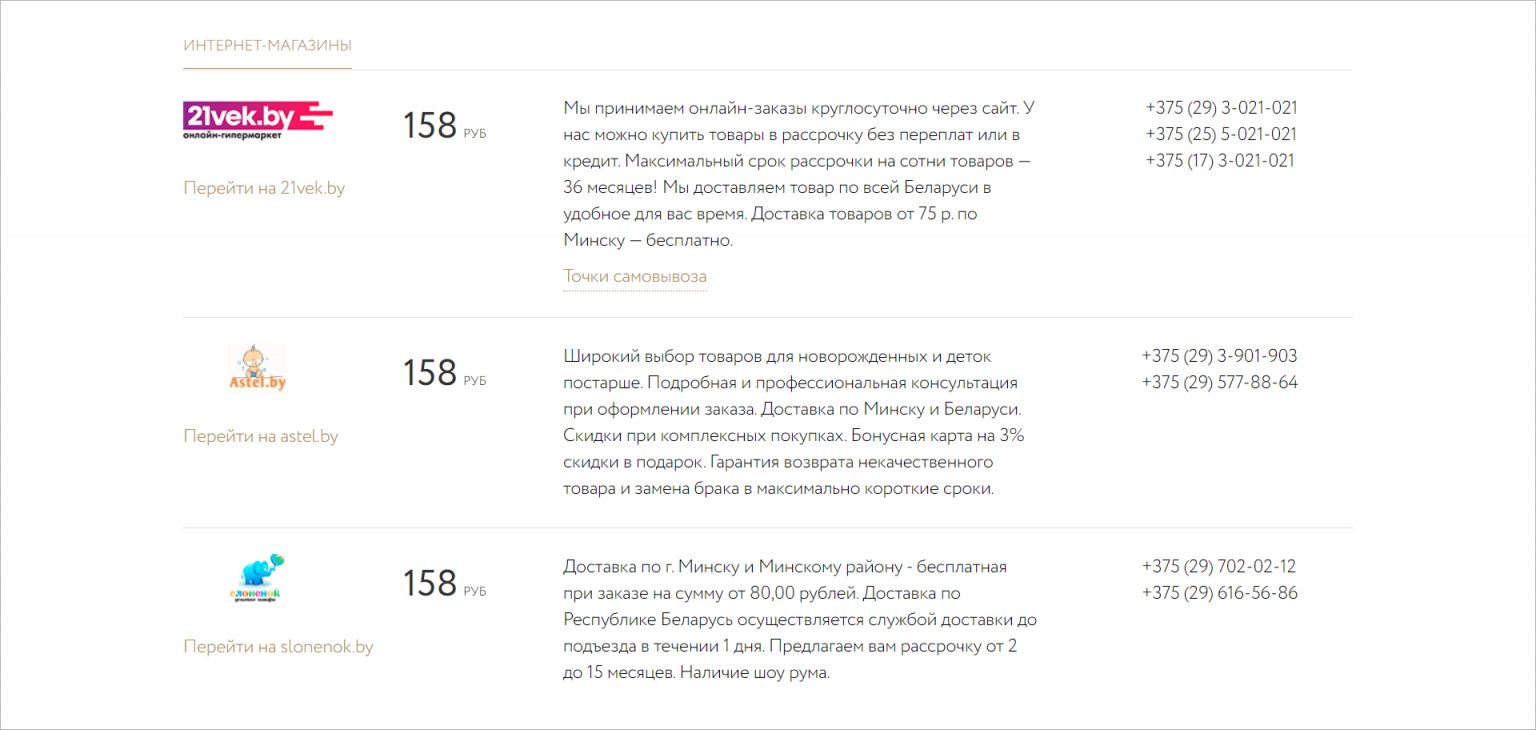 ИНТЕРНЕТ-МАГАЗИНЫ
21vek.by
онлайн-гипермаркет
Перейти на 21vek.by
158 РУБ
Мы принимаем онлайн-заказы круглосуточно через сайт. У
нас можно купить товары в рассрочку без переплат или в
кредит. Максимальный срок рассрочки на сотни товаров —
36 месяцев! Мы доставляем товар по всей Беларуси в
удобное для вас время. Доставка товаров от 75 р. по
Минску — бесплатно.
Точки самовывоза
+375 (29) 3-021-021
+375 (25) 5-021-021
+375 (17) 3-021-021
Astel.by
Перейти на astel.by
158 РУБ
Широкий выбор товаров для новорожденных и деток
постарше. Подробная и профессиональная консультация
при оформлении заказа. Доставка по Минску и Беларуси.
Скидки при комплексных покупках. Бонусная карта на 3%
скидки в подарок. Гарантия возврата некачественного
товара и замена брака в максимально короткие сроки.
+375 (29) 3-901-903
+375 (29) 577-88-64
слоненок
Перейти на slonenok.by
158 РУБ
Доставка по г. Минску и Минскому району - бесплатная
при заказе на сумму от 80,00 рублей. Доставка по
Республике Беларусь осуществляется службой доставки до
подъезда в течении 1 дня. Предлагаем вам рассрочку от 2
до 15 месяцев. Наличие шоу рума.
+375 (29) 702-02-12
+375 (29) 616-56-86